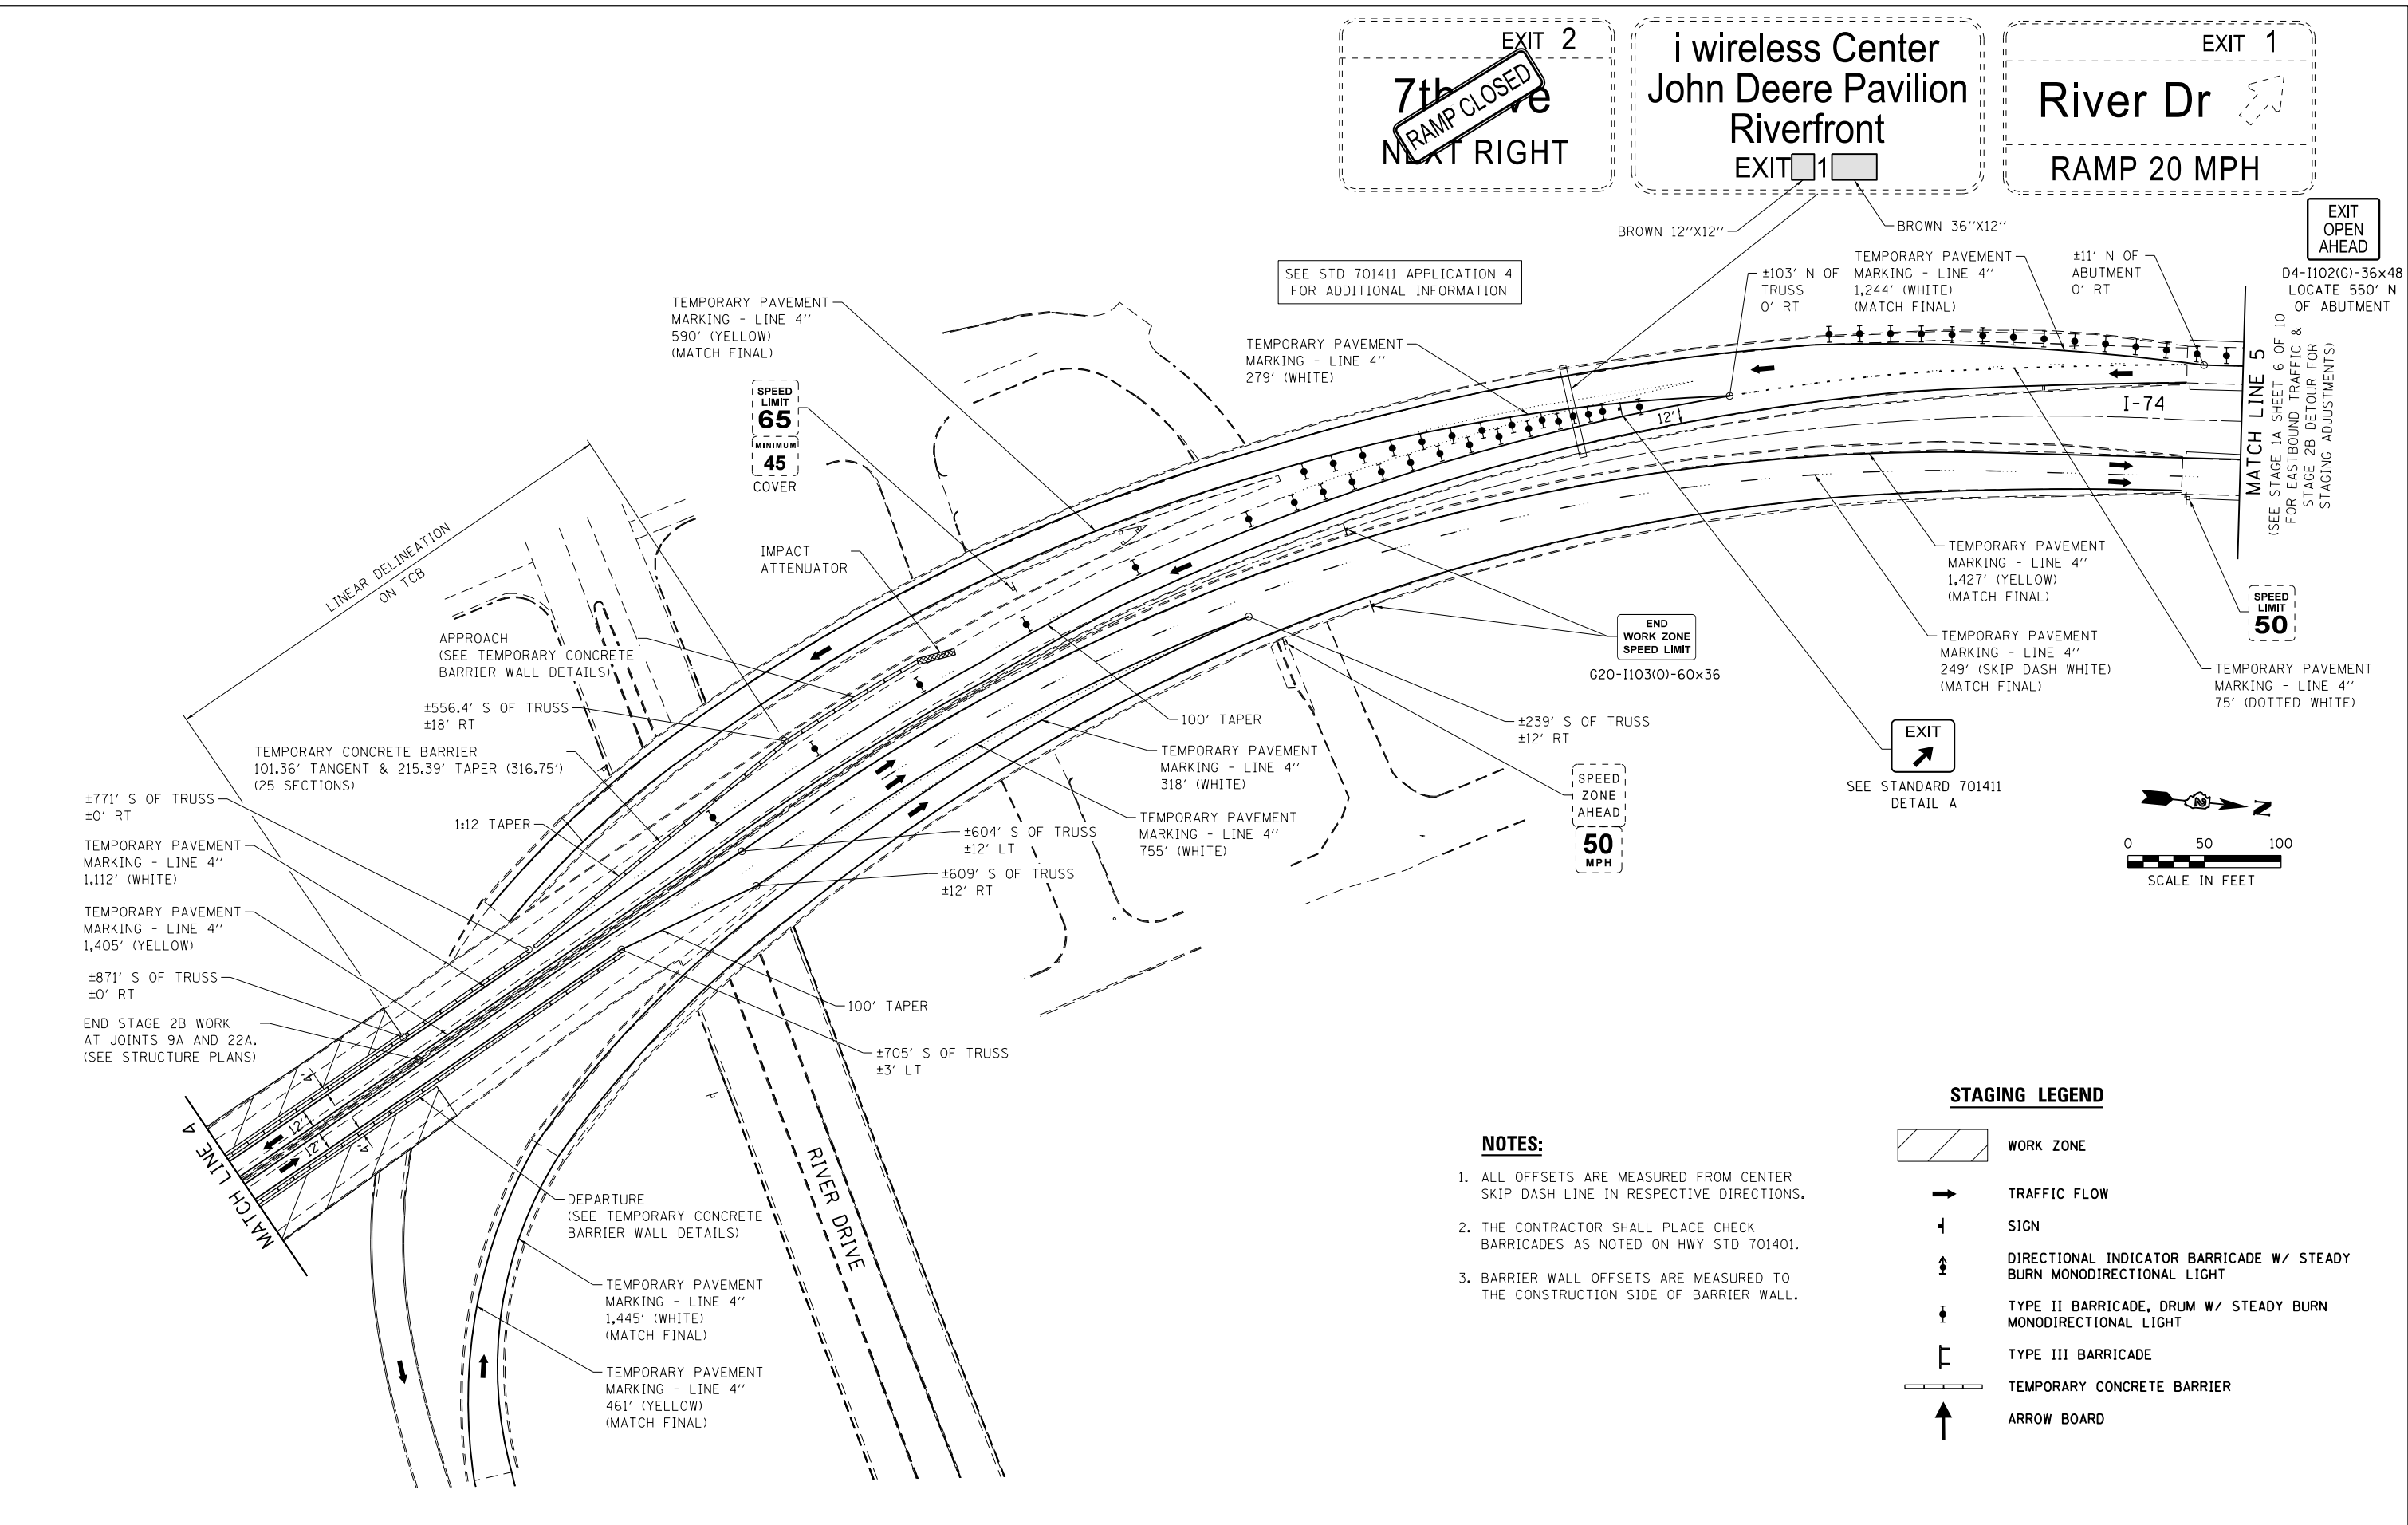 EXIT 2
7th ve
RAMP CLOSED
NEXT RIGHT
i wireless Center
John Deere Pavilion
Riverfront
EXIT 1
EXIT 1
River Dr
RAMP 20 MPH
BROWN 12''X12''
BROWN 36''X12''
EXIT
OPEN
AHEAD
D4-I102(G)-36x48
LOCATE 550' N
OF ABUTMENT
SEE STD 701411 APPLICATION 4
FOR ADDITIONAL INFORMATION
±103' N OF
TRUSS
0' RT
TEMPORARY PAVEMENT
MARKING - LINE 4''
1,244' (WHITE)
(MATCH FINAL)
±11' N OF
ABUTMENT
0' RT
TEMPORARY PAVEMENT
MARKING - LINE 4''
590' (YELLOW)
(MATCH FINAL)
TEMPORARY PAVEMENT
MARKING - LINE 4''
279' (WHITE)
SPEED
LIMIT
65
MINIMUM
45
COVER
12'
I-74
MATCH LINE 5
(SEE STAGE 1A SHEET 6 OF 10
FOR EASTBOUND TRAFFIC &
STAGE 2B DETOUR FOR
STAGING ADJUSTMENTS)
LINEAR DELINEATION
ON TCB
IMPACT
ATTENUATOR
TEMPORARY PAVEMENT
MARKING - LINE 4''
1,427' (YELLOW)
(MATCH FINAL)
SPEED
LIMIT
50
APPROACH
(SEE TEMPORARY CONCRETE
BARRIER WALL DETAILS)
END
WORK ZONE
SPEED LIMIT
G20-I103(0)-60x36
TEMPORARY PAVEMENT
MARKING - LINE 4''
249' (SKIP DASH WHITE)
(MATCH FINAL)
TEMPORARY PAVEMENT
MARKING - LINE 4''
75' (DOTTED WHITE)
±556.4' S OF TRUSS
±18' RT
100' TAPER
±239' S OF TRUSS
±12' RT
TEMPORARY CONCRETE BARRIER
101.36' TANGENT & 215.39' TAPER (316.75')
(25 SECTIONS)
TEMPORARY PAVEMENT
MARKING - LINE 4''
318' (WHITE)
EXIT
SEE STANDARD 701411
DETAIL A
SPEED
ZONE
AHEAD
50
MPH
±771' S OF TRUSS
±0' RT
1:12 TAPER
±604' S OF TRUSS
±12' LT
TEMPORARY PAVEMENT
MARKING - LINE 4''
755' (WHITE)
N
0 50 100
SCALE IN FEET
TEMPORARY PAVEMENT
MARKING - LINE 4''
1,112' (WHITE)
±609' S OF TRUSS
±12' RT
TEMPORARY PAVEMENT
MARKING - LINE 4''
1,405' (YELLOW)
±871' S OF TRUSS
±0' RT
100' TAPER
END STAGE 2B WORK
AT JOINTS 9A AND 22A.
(SEE STRUCTURE PLANS)
±705' S OF TRUSS
±3' LT
4'
12'
12'
4'
MATCH LINE 4
RIVER DRIVE
DEPARTURE
(SEE TEMPORARY CONCRETE
BARRIER WALL DETAILS)
TEMPORARY PAVEMENT
MARKING - LINE 4''
1,445' (WHITE)
(MATCH FINAL)
TEMPORARY PAVEMENT
MARKING - LINE 4''
461' (YELLOW)
(MATCH FINAL)
NOTES:
1. ALL OFFSETS ARE MEASURED FROM CENTER
SKIP DASH LINE IN RESPECTIVE DIRECTIONS.
2. THE CONTRACTOR SHALL PLACE CHECK
BARRICADES AS NOTED ON HWY STD 701401.
3. BARRIER WALL OFFSETS ARE MEASURED TO
THE CONSTRUCTION SIDE OF BARRIER WALL.
STAGING LEGEND
WORK ZONE
TRAFFIC FLOW
SIGN
DIRECTIONAL INDICATOR BARRICADE W/ STEADY
BURN MONODIRECTIONAL LIGHT
TYPE II BARRICADE, DRUM W/ STEADY BURN
MONODIRECTIONAL LIGHT
TYPE III BARRICADE
TEMPORARY CONCRETE BARRIER
ARROW BOARD